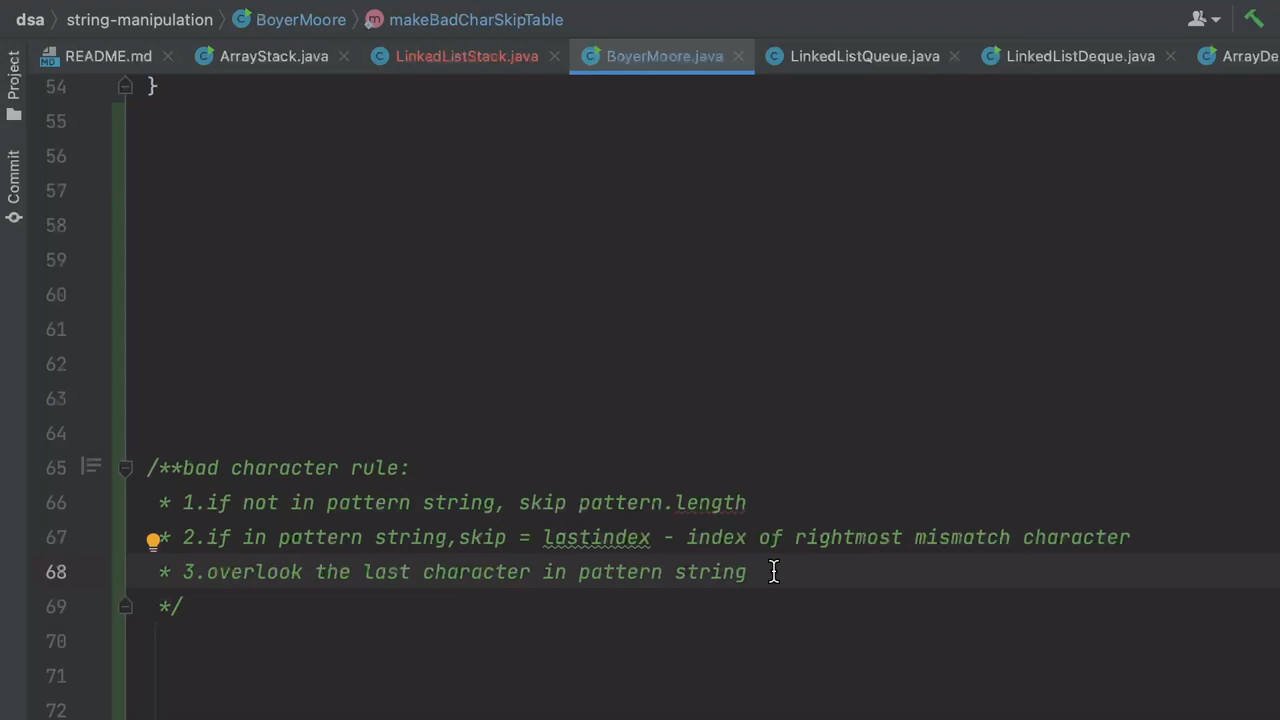 dsa string-manipulation BoyerMoore makeBadCharSkipTable
README.md ArrayStack.java LinkedListStack.java BoyerMoore.java LinkedListQueue.java LinkedListDeque.java ArrayDe
Project
Commit
54 }
55
56
57
58
59
60
61
62
63
64
65 /**bad character rule:
66 * 1.if not in pattern string, skip pattern.length
67 * 2.if in pattern string,skip = lastindex - index of rightmost mismatch character
68 * 3.overlook the last character in pattern string
69 */
70
71
72